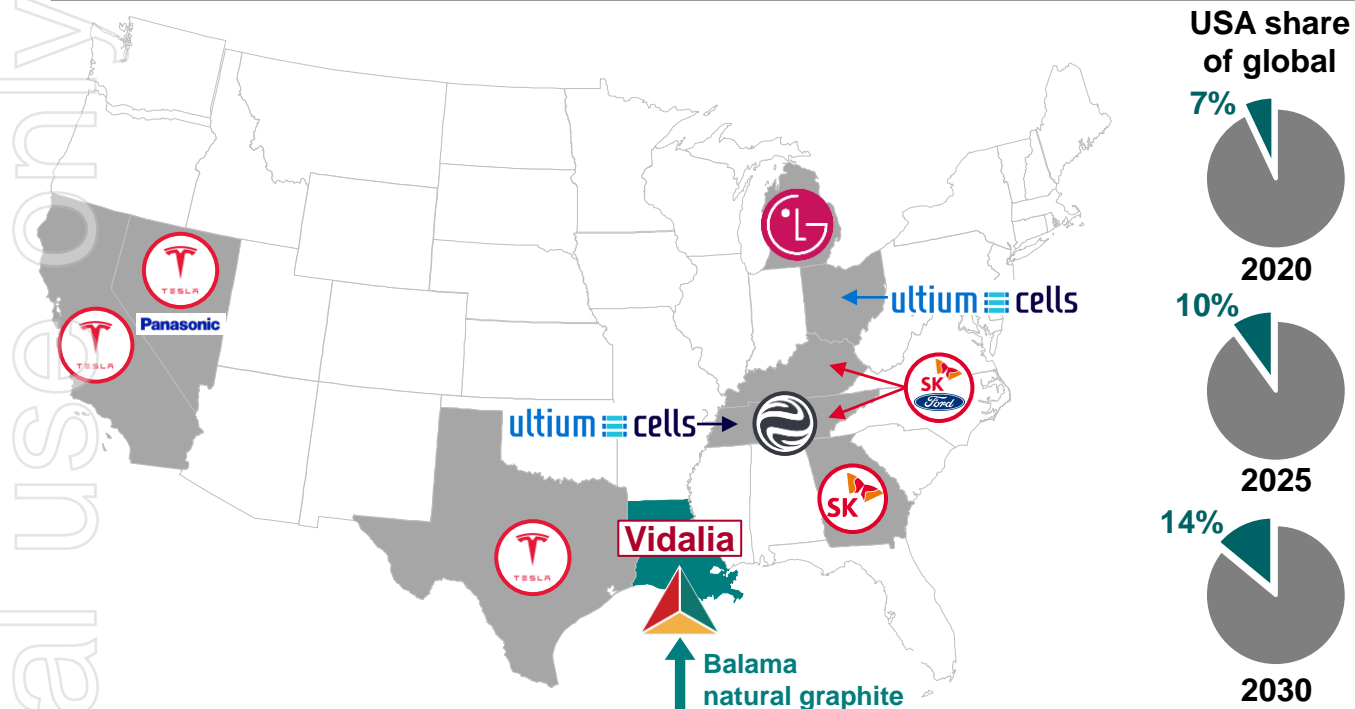 al use only
USA share
of global
7%
2020
10%
2025
14%
2030
LG
TESLA
TESLA
Panasonic
ultium cells
SK
Ford
ultium cells
SK
TESLA
Vidalia
Balama
natural graphite